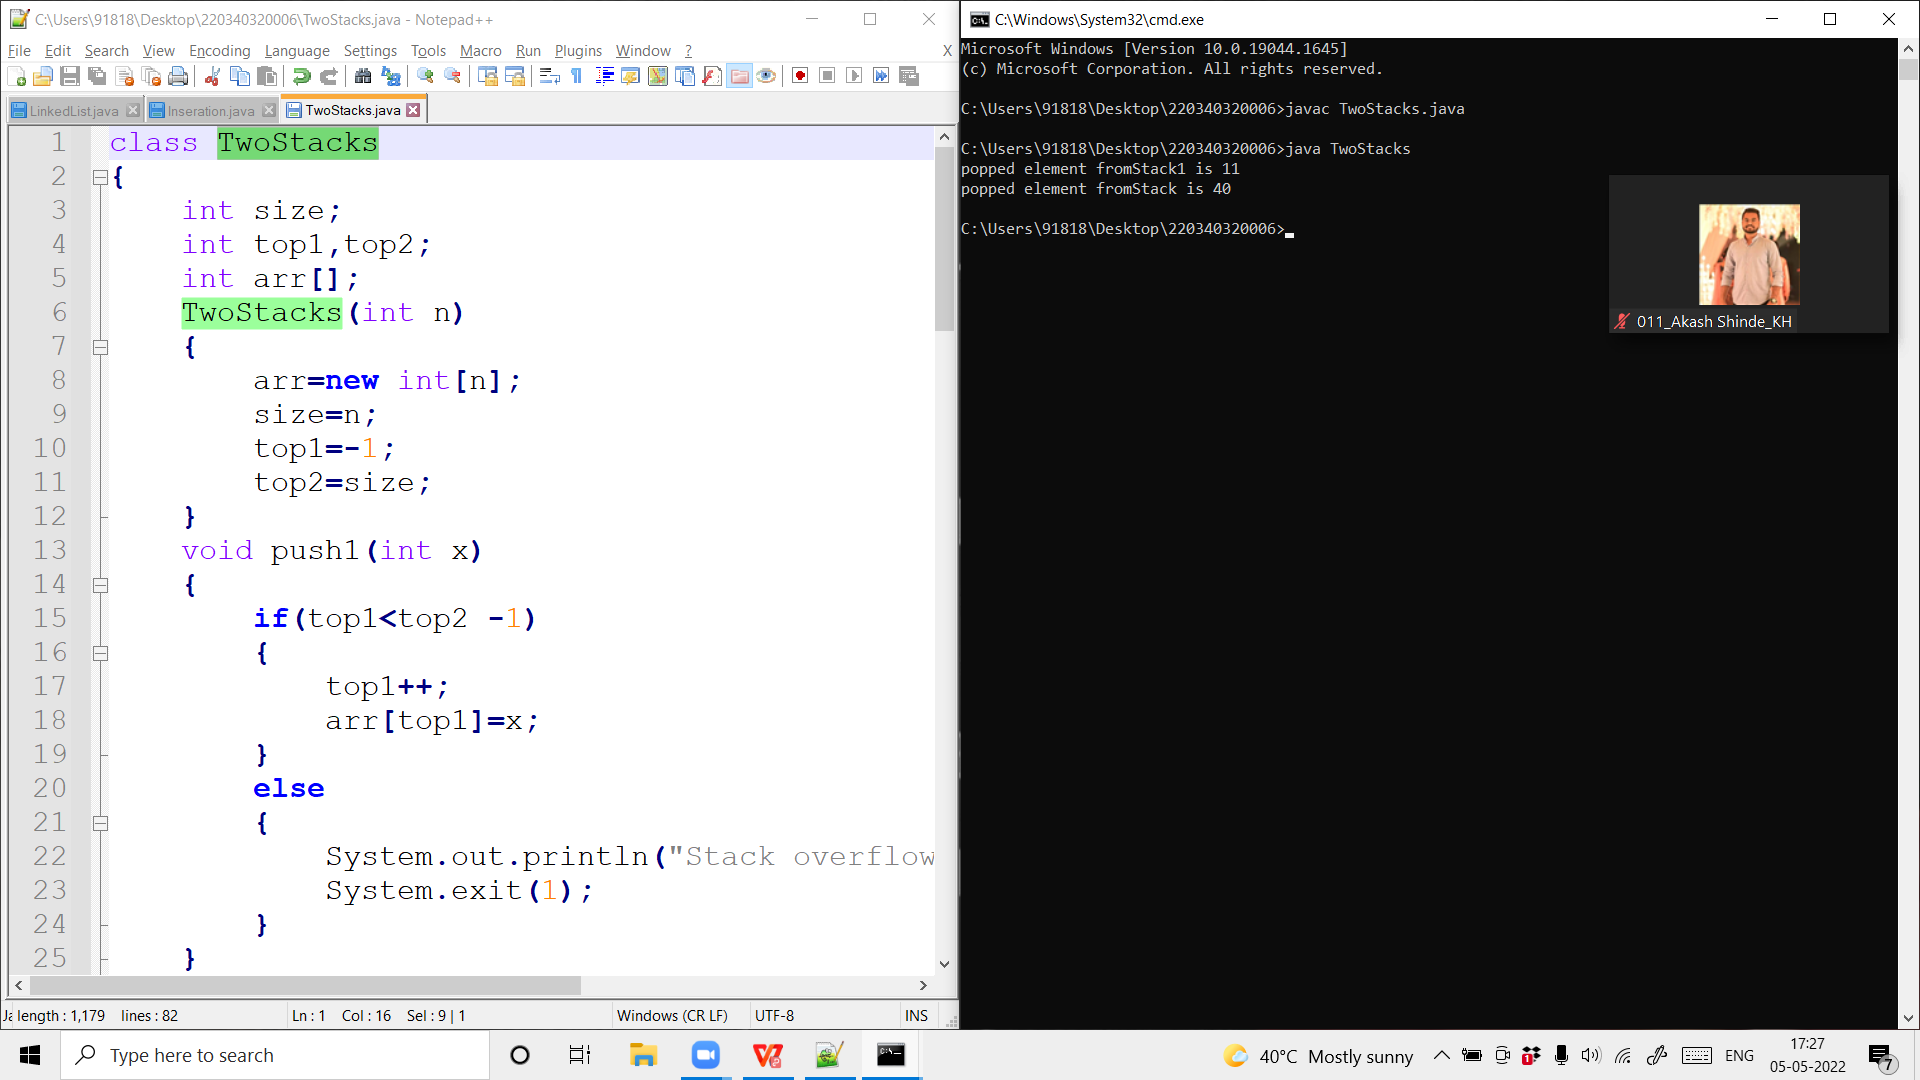 C:\Users\91818\Desktop\220340320006\TwoStacks.java - Notepad++
File Edit Search View Encoding Language Settings Tools Macro Run Plugins Window ? X
LinkedList.java Inseration.java TwoStacks.java
1 class TwoStacks
2 {
3 int size;
4 int top1,top2;
5 int arr[];
6 TwoStacks(int n)
7 {
8 arr=new int[n];
9 size=n;
10 top1=-1;
11 top2=size;
12 }
13 void push1(int x)
14 {
15 if(top1<top2 -1)
16 {
17 top1++;
18 arr[top1]=x;
19 }
20 else
21 {
22 System.out.println("Stack overflow
23 System.exit(1);
24 }
25 }
Ja length : 1,179 lines : 82 Ln : 1 Col : 16 Sel : 9 | 1 Windows (CR LF) UTF-8 INS
C:\Windows\System32\cmd.exe
Microsoft Windows [Version 10.0.19044.1645]
(c) Microsoft Corporation. All rights reserved.
C:\Users\91818\Desktop\220340320006>javac TwoStacks.java
C:\Users\91818\Desktop\220340320006>java TwoStacks
popped element fromStack1 is 11
popped element fromStack is 40
C:\Users\91818\Desktop\220340320006>
011_Akash Shinde_KH
Type here to search
40°C Mostly sunny
1
ENG
17:27
05-05-2022
7